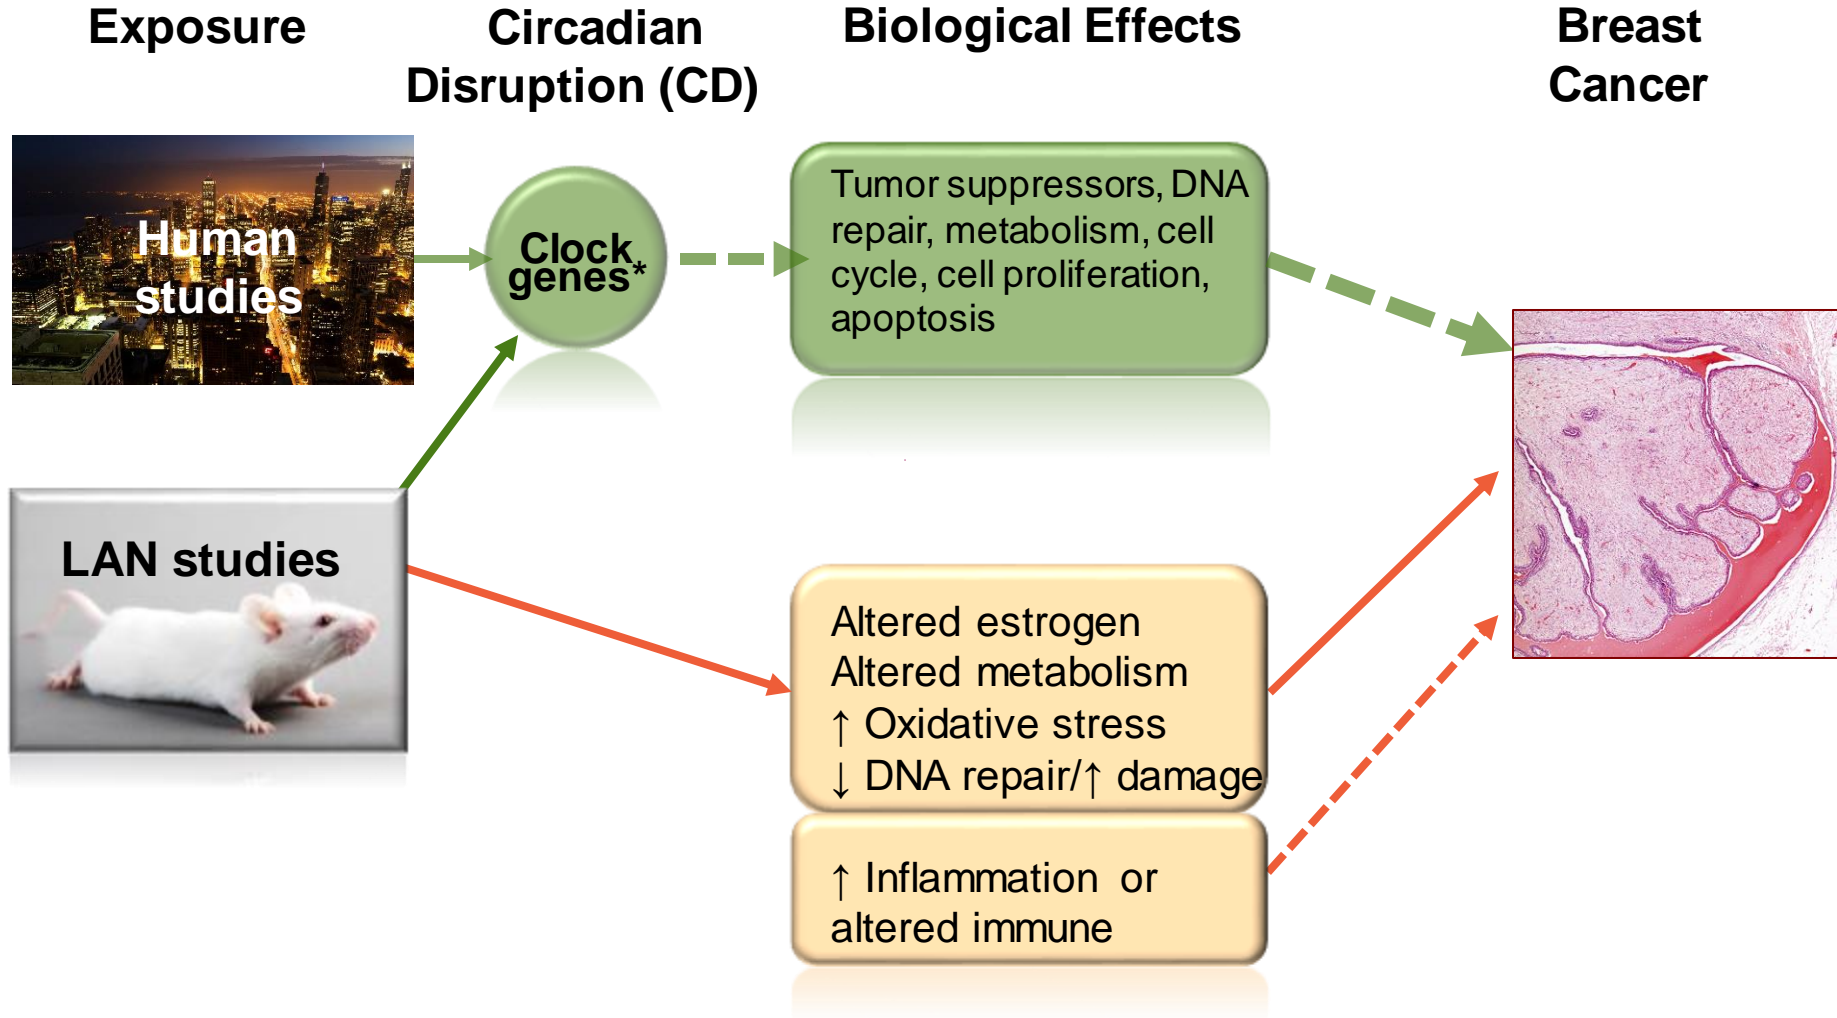 Exposure
Circadian
Disruption (CD)
Biological Effects
Breast
Cancer
Human
studies
Clock
genes*
Tumor suppressors, DNA
repair, metabolism, cell
cycle, cell proliferation,
apoptosis
LAN studies
Altered estrogen
Altered metabolism
↑ Oxidative stress
↓ DNA repair/↑ damage
↑ Inflammation or
altered immune